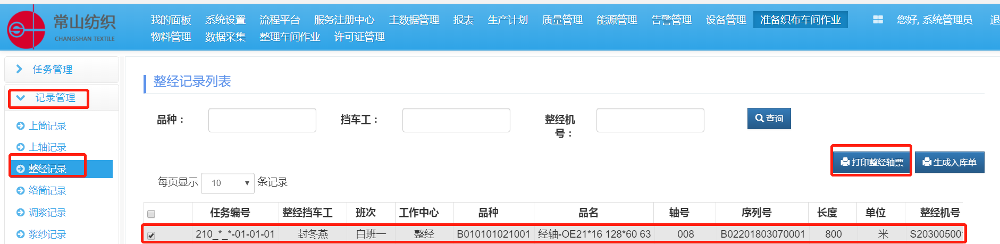 常山纺织
CHANGSHAN TEXTILE
我的面板 系统设置 流程平台 服务注册中心 主数据管理 报表 生产计划 质量管理 能源管理 告警管理 设备管理 准备织布车间作业 您好, 系统管理员 退
物料管理 数据采集 整理车间作业 许可证管理
任务管理
记录管理
上筒记录
上轴记录
整经记录
络筒记录
调浆记录
浆纱记录
整经记录列表
品种： 挡车工： 整经机
号： 查询
打印整经轴票 生成入库单
每页显示 10 条记录
任务编号 整经挡车工 班次 工作中心 品种 品名 轴号 序列号 长度 单位 整经机号
210_*_*-01-01-01 封冬燕 白班一 整经 B010101021001 经轴-OE21*16 128*60 63 008 B02201803070001 800 米 S20300500